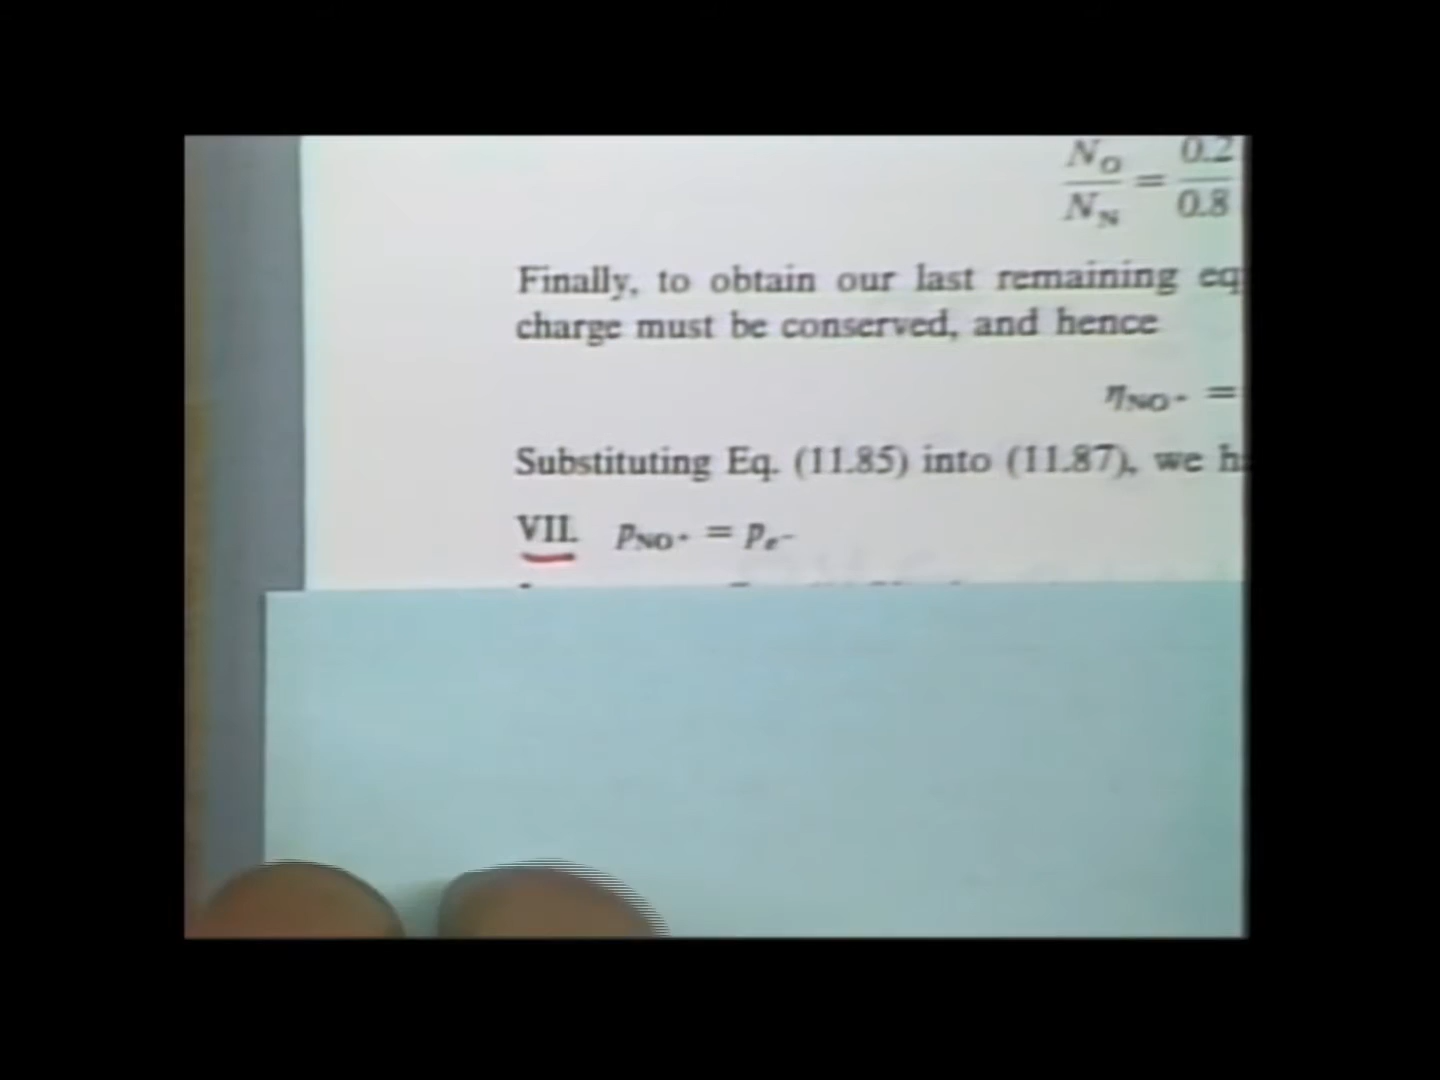 N_O / N_N = 0.2 / 0.8
Finally, to obtain our last remaining eq
charge must be conserved, and hence
η_NO+ =
Substituting Eq. (11.85) into (11.87), we h
VII. p_NO+ = p_e−